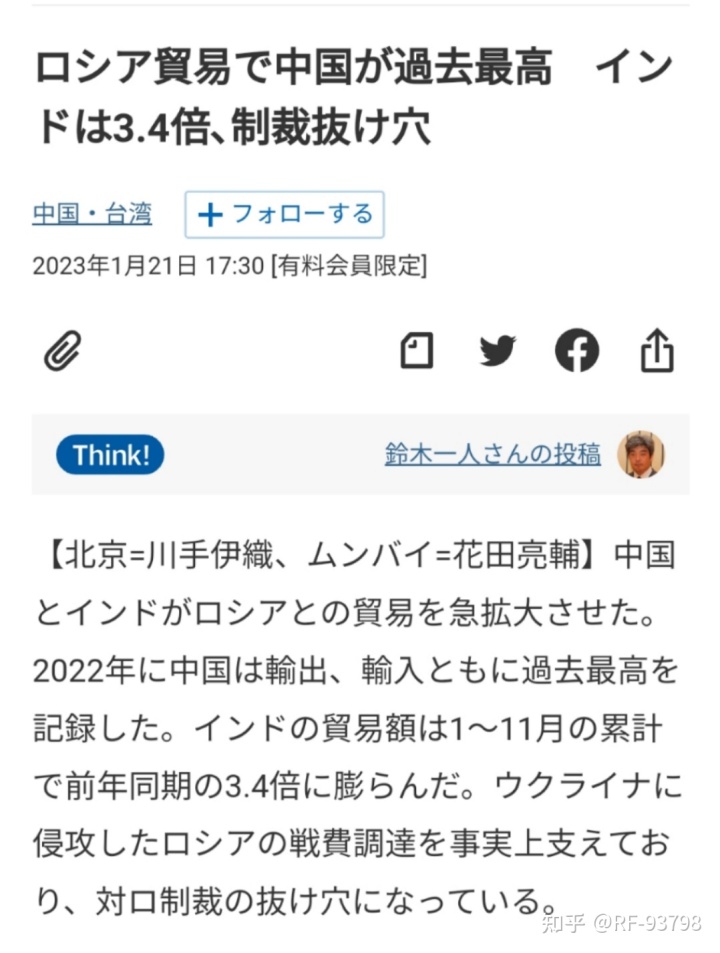 ロシア貿易で中国が過去最高　イン
ドは3.4倍、制裁抜け穴
中国・台湾
+ フォローする
2023年1月21日 17:30 [有料会員限定]
Think!
鈴木一人さんの投稿
【北京=川手伊織、ムンバイ=花田亮輔】中国
とインドがロシアとの貿易を急拡大させた。
2022年に中国は輸出、輸入ともに過去最高を
記録した。インドの貿易額は1〜11月の累計
で前年同期の3.4倍に膨らんだ。ウクライナに
侵攻したロシアの戦費調達を事実上支えてお
り、対ロ制裁の抜け穴になっている。
知乎 @RF-93798